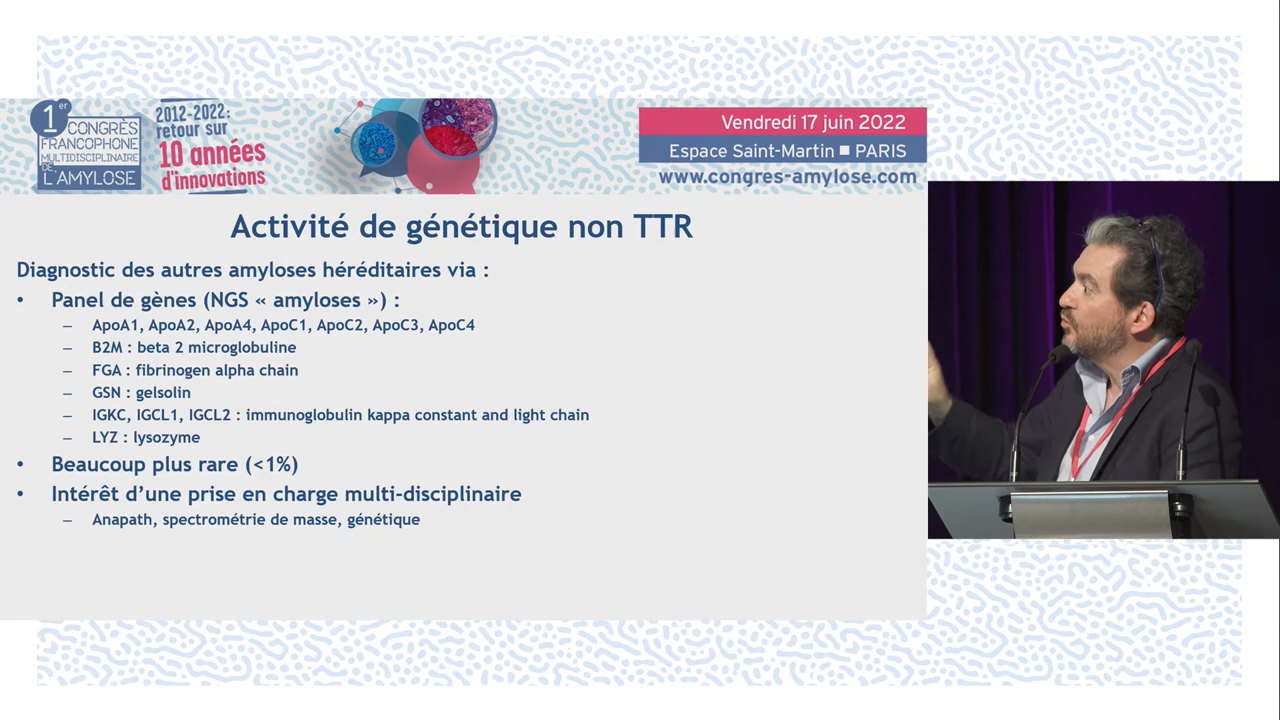 1er
CONGRÈS
FRANCOPHONE
MULTIDISCIPLINAIRE
DE
L'AMYLOSE
2012-2022:
retour sur
10 années
d'innovations
Vendredi 17 juin 2022
Espace Saint-Martin ■ PARIS
www.congres-amylose.com
Activité de génétique non TTR
Diagnostic des autres amyloses héréditaires via :
• Panel de gènes (NGS « amyloses ») :
– ApoA1, ApoA2, ApoA4, ApoC1, ApoC2, ApoC3, ApoC4
– B2M : beta 2 microglobuline
– FGA : fibrinogen alpha chain
– GSN : gelsolin
– IGKC, IGCL1, IGCL2 : immunoglobulin kappa constant and light chain
– LYZ : lysozyme
• Beaucoup plus rare (<1%)
• Intérêt d’une prise en charge multi-disciplinaire
– Anapath, spectrométrie de masse, génétique